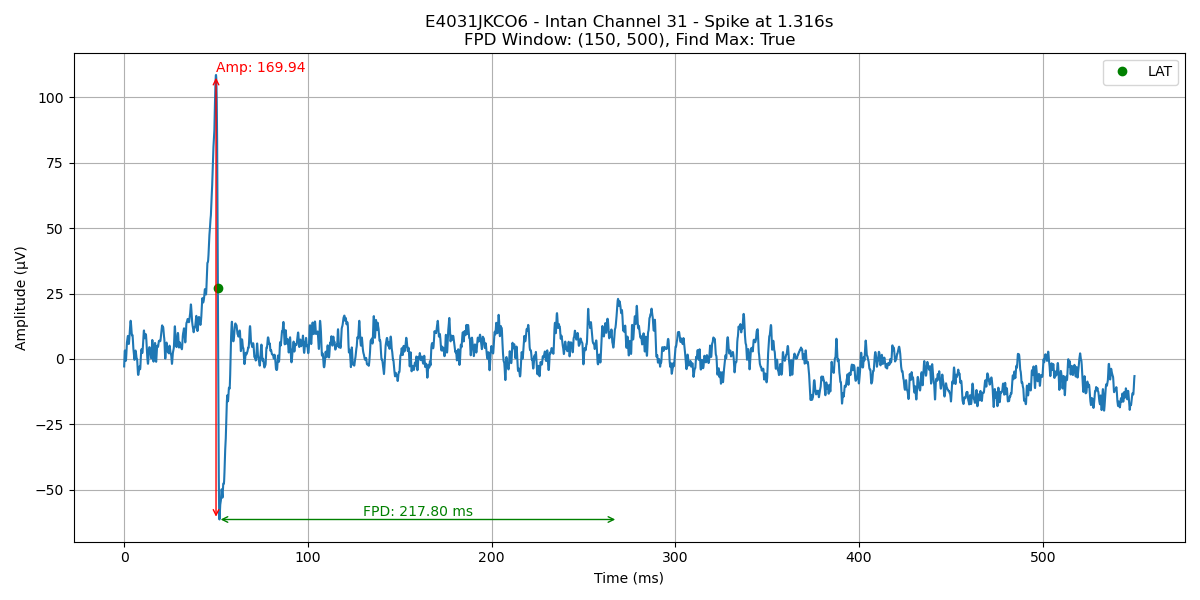 E4031JKCO6 - Intan Channel 31 - Spike at 1.316s
FPD Window: (150, 500), Find Max: True
Amp: 169.94
LAT
100
75
50
25
0
−25
−50
Amplitude (μV)
FPD: 217.80 ms
0 100 200 300 400 500
Time (ms)